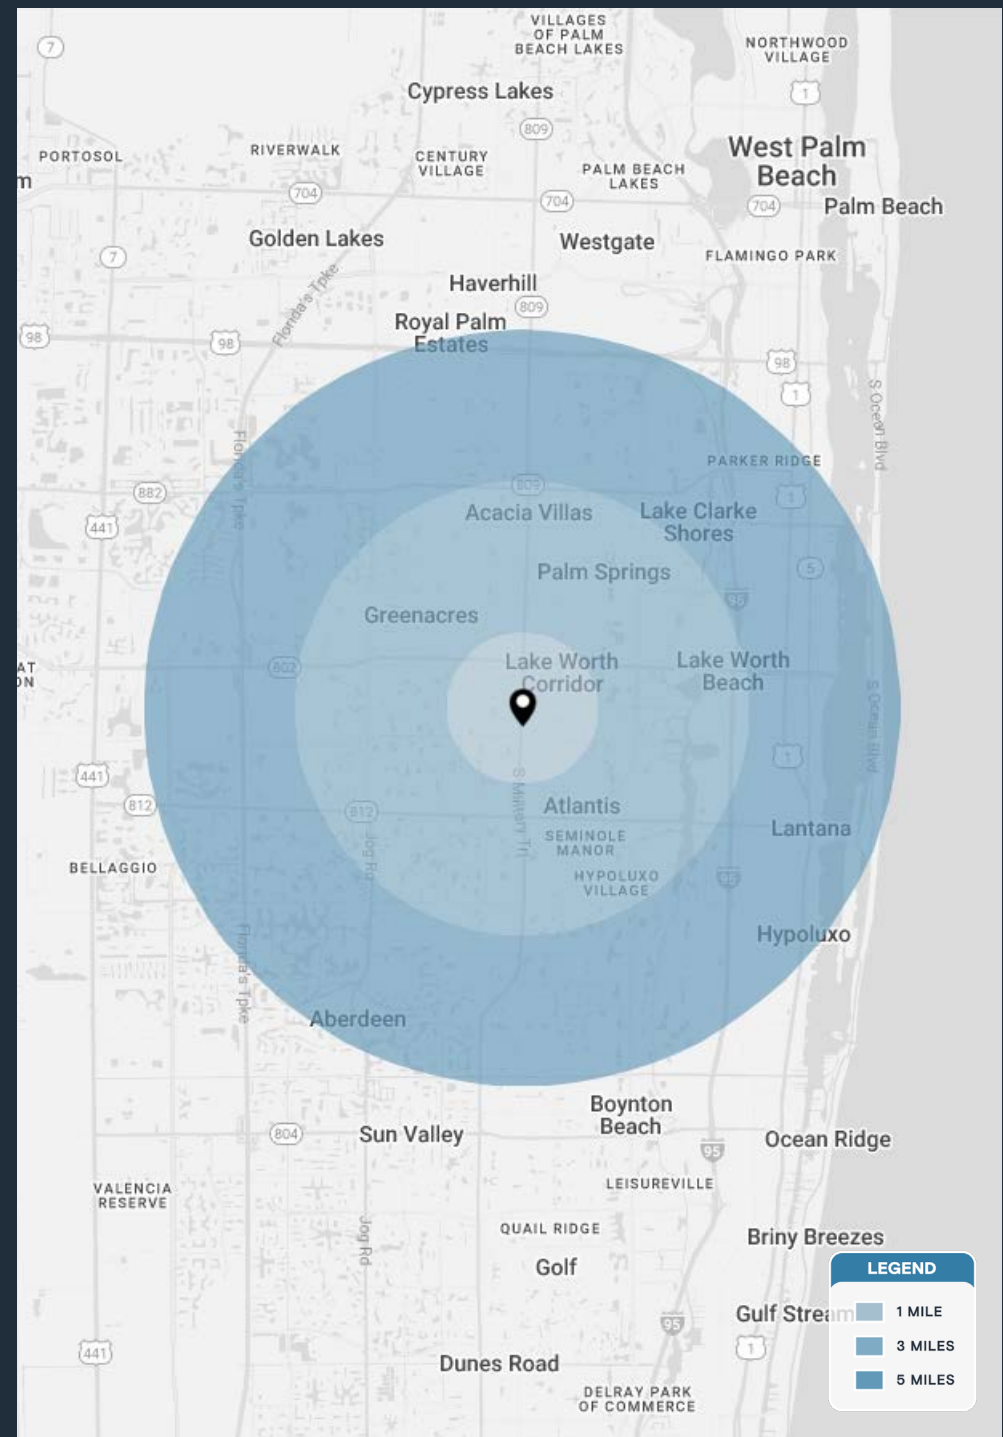 VILLAGES
OF PALM
BEACH LAKES
NORTHWOOD
VILLAGE
7
Cypress Lakes
1
809
PORTOSOL
RIVERWALK
CENTURY
VILLAGE
West Palm
Beach
PALM BEACH
LAKES
m
704
704
704
Palm Beach
Golden Lakes
Westgate
7
FLAMINGO PARK
Florida's Tpke
Haverhill
809
Royal Palm
Estates
98
98
98
1
S Ocean Blvd
Florida's Tpke
PARKER RIDGE
882
809
1
441
Acacia Villas
Lake Clarke
Shores
Palm Springs
5
95
Greenacres
AT
ON
802
Lake Worth
Corridor
Lake Worth
Beach
S Ocean Blvd
441
1
S Military Trl
812
812
Atlantis
Jog Rd
SEMINOLE
MANOR
Lantana
BELLAGGIO
HYPOLUXO
VILLAGE
95
Hypoluxo
Florida's Tpke
Aberdeen
Boynton
Beach
804
Sun Valley
95
Ocean Ridge
VALENCIA
RESERVE
LEISUREVILLE
Jog Rd
QUAIL RIDGE
Briny Breezes
Golf
LEGEND
Gulf Stream
1 MILE
95
1
3 MILES
441
Dunes Road
5 MILES
DELRAY PARK
OF COMMERCE